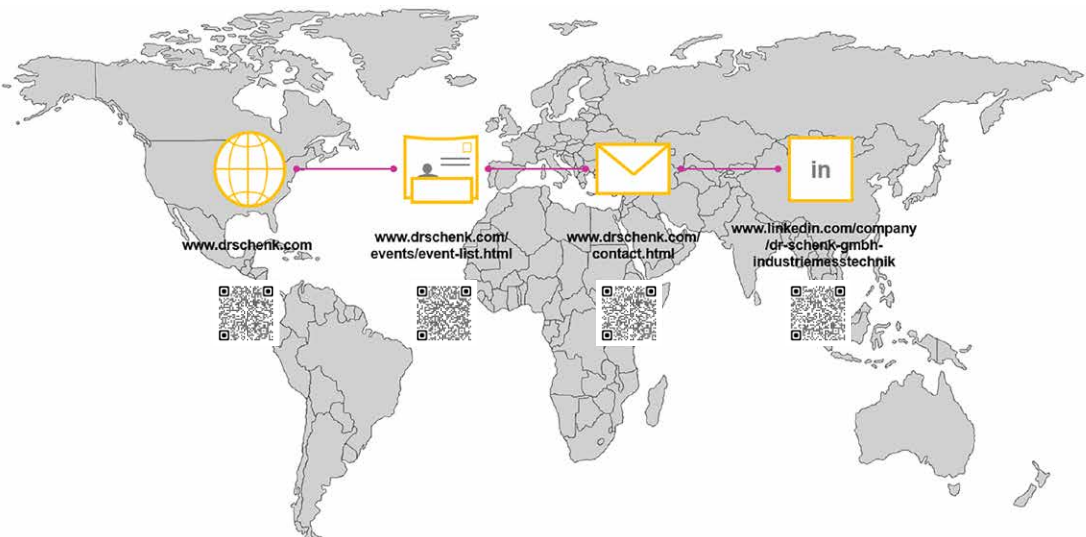 in
www.drschenk.com
www.drschenk.com/
events/event-list.html
www.drschenk.com/
contact.html
www.linkedin.com/company
/dr-schenk-gmbh-
industriemesstechnik